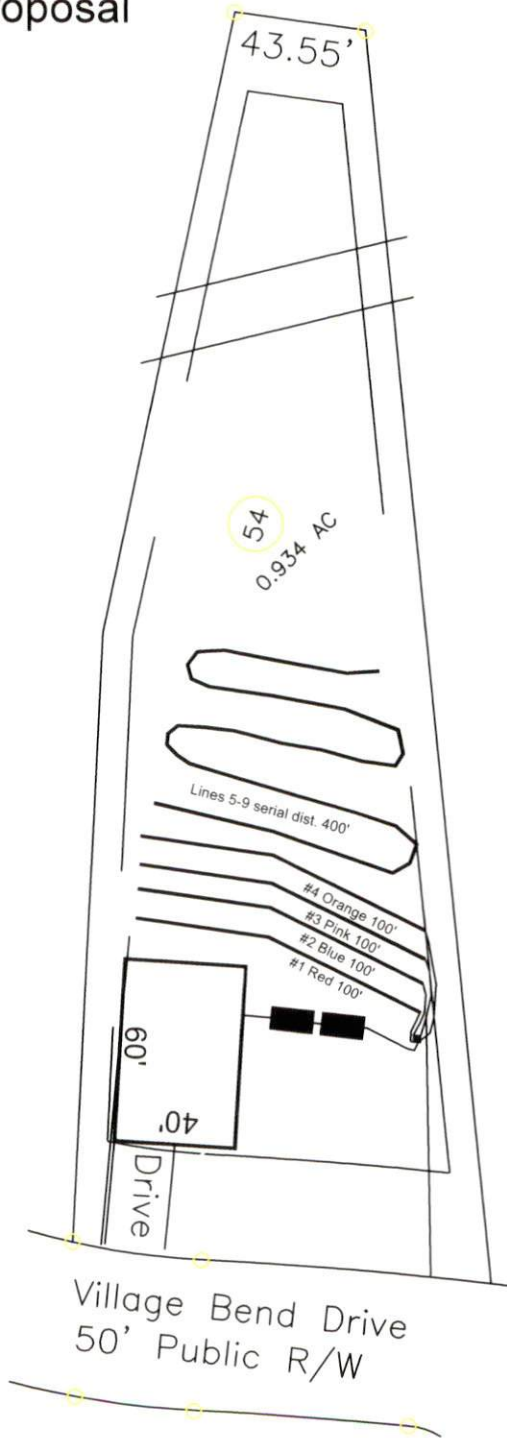 43.55'
54
0.934 AC
Lines 5-9 serial dist. 400'
#4 Orange 100'
#3 Pink 100'
#2 Blue 100'
#1 Red 100'
60'
40'
Drive
Village Bend Drive
50' Public R/W